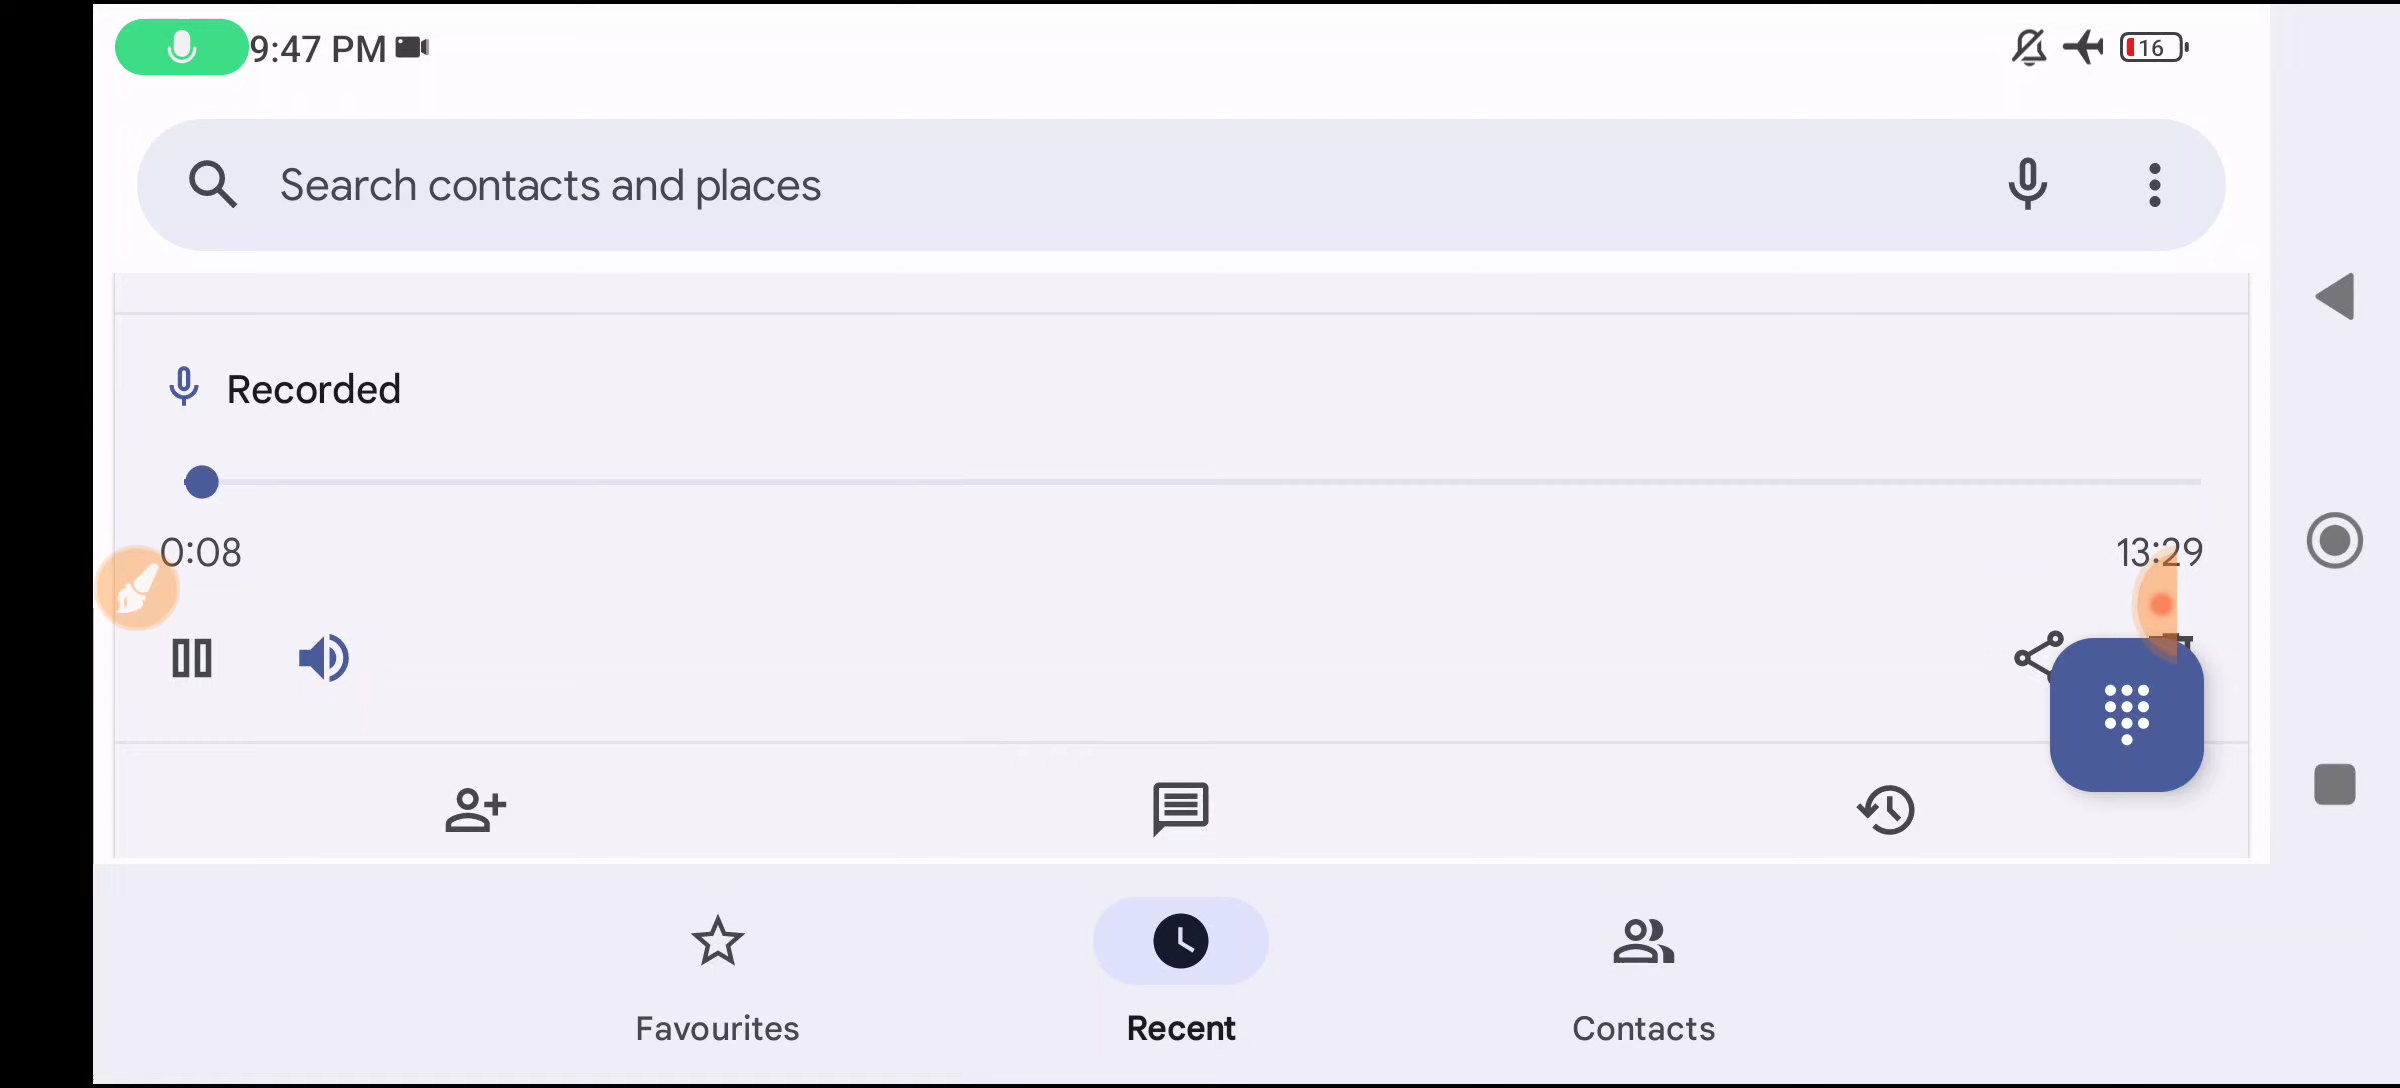 9:47 PM
16
Search contacts and places
Recorded
0:08
13:29
Favourites
Recent
Contacts